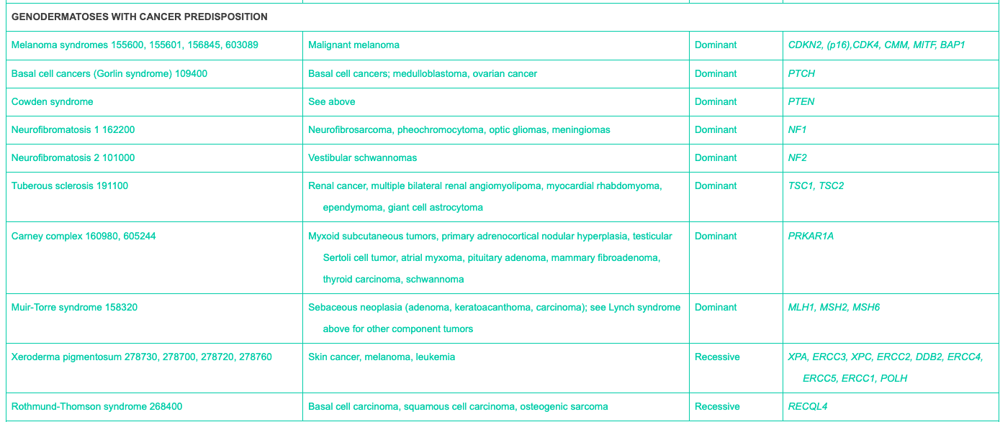 GENODERMATOSES WITH CANCER PREDISPOSITION
Melanoma syndromes 155600, 155601, 156845, 603089 Malignant melanoma Dominant CDKN2, (p16),CDK4, CMM, MITF, BAP1
Basal cell cancers (Gorlin syndrome) 109400 Basal cell cancers; medulloblastoma, ovarian cancer Dominant PTCH
Cowden syndrome See above Dominant PTEN
Neurofibromatosis 1 162200 Neurofibrosarcoma, pheochromocytoma, optic gliomas, meningiomas Dominant NF1
Neurofibromatosis 2 101000 Vestibular schwannomas Dominant NF2
Tuberous sclerosis 191100 Renal cancer, multiple bilateral renal angiomyolipoma, myocardial rhabdomyoma, Dominant TSC1, TSC2
ependymoma, giant cell astrocytoma
Carney complex 160980, 605244 Myxoid subcutaneous tumors, primary adrenocortical nodular hyperplasia, testicular Dominant PRKAR1A
Sertoli cell tumor, atrial myxoma, pituitary adenoma, mammary fibroadenoma,
thyroid carcinoma, schwannoma
Muir-Torre syndrome 158320 Sebaceous neoplasia (adenoma, keratoacanthoma, carcinoma); see Lynch syndrome Dominant MLH1, MSH2, MSH6
above for other component tumors
Xeroderma pigmentosum 278730, 278700, 278720, 278760 Skin cancer, melanoma, leukemia Recessive XPA, ERCC3, XPC, ERCC2, DDB2, ERCC4,
ERCC5, ERCC1, POLH
Rothmund-Thomson syndrome 268400 Basal cell carcinoma, squamous cell carcinoma, osteogenic sarcoma Recessive RECQL4